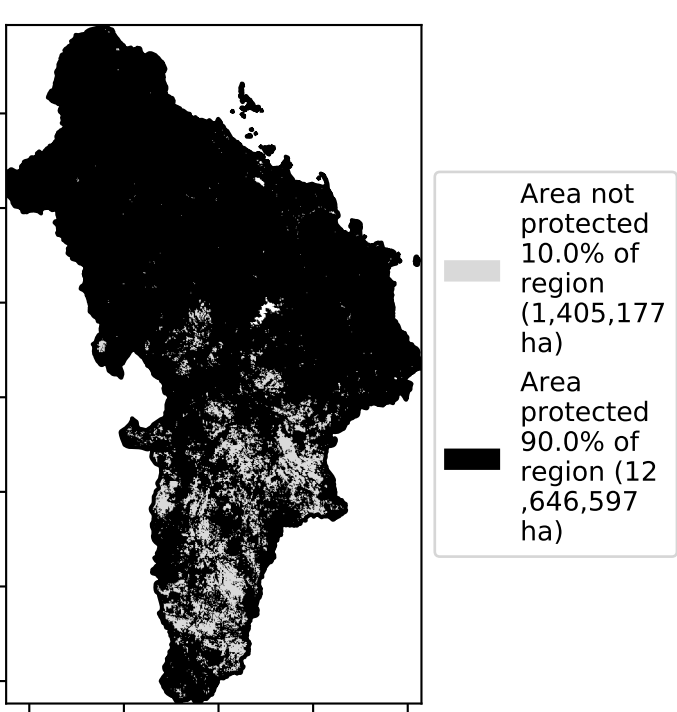 Area not
protected
10.0% of
region
(1,405,177
ha)
Area
protected
90.0% of
region (12
,646,597
ha)